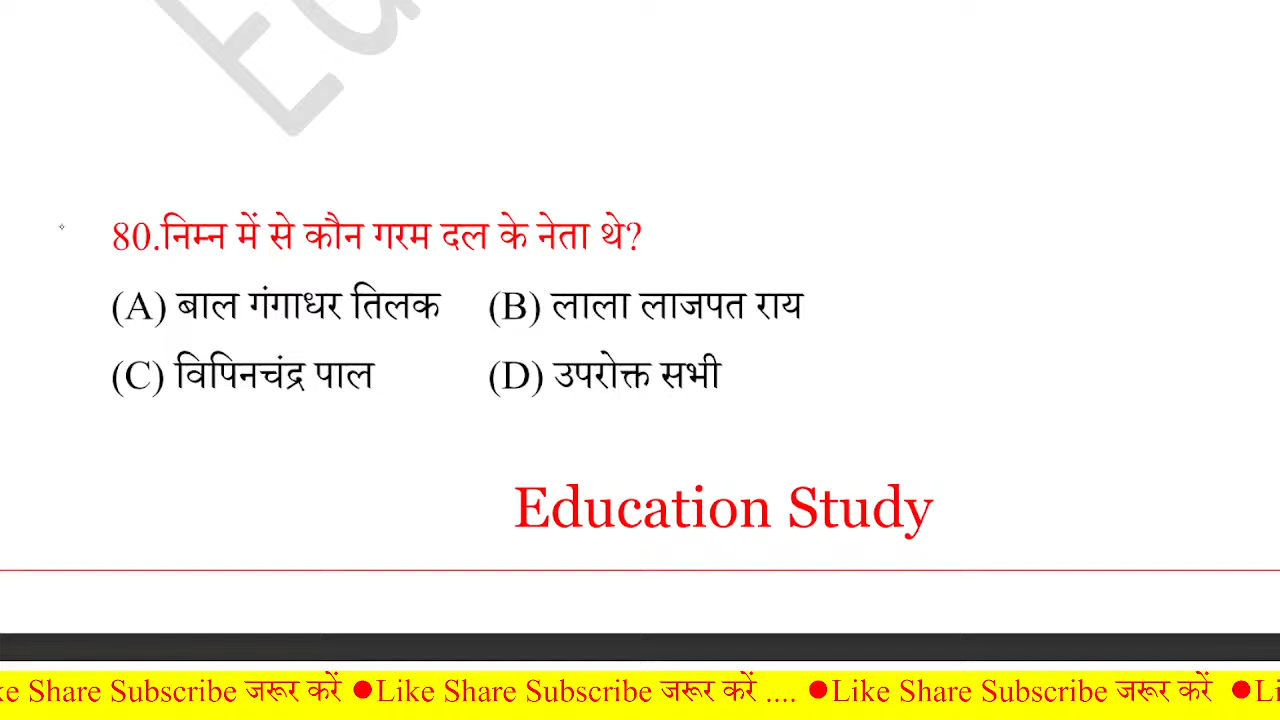 80.निम्न में से कौन गरम दल के नेता थे?
(A) बाल गंगाधर तिलक (B) लाला लाजपत राय
(C) विपिनचंद्र पाल (D) उपरोक्त सभी
Education Study
ke Share Subscribe जरूर करें ●Like Share Subscribe जरूर करें .... ●Like Share Subscribe जरूर करें ●Li